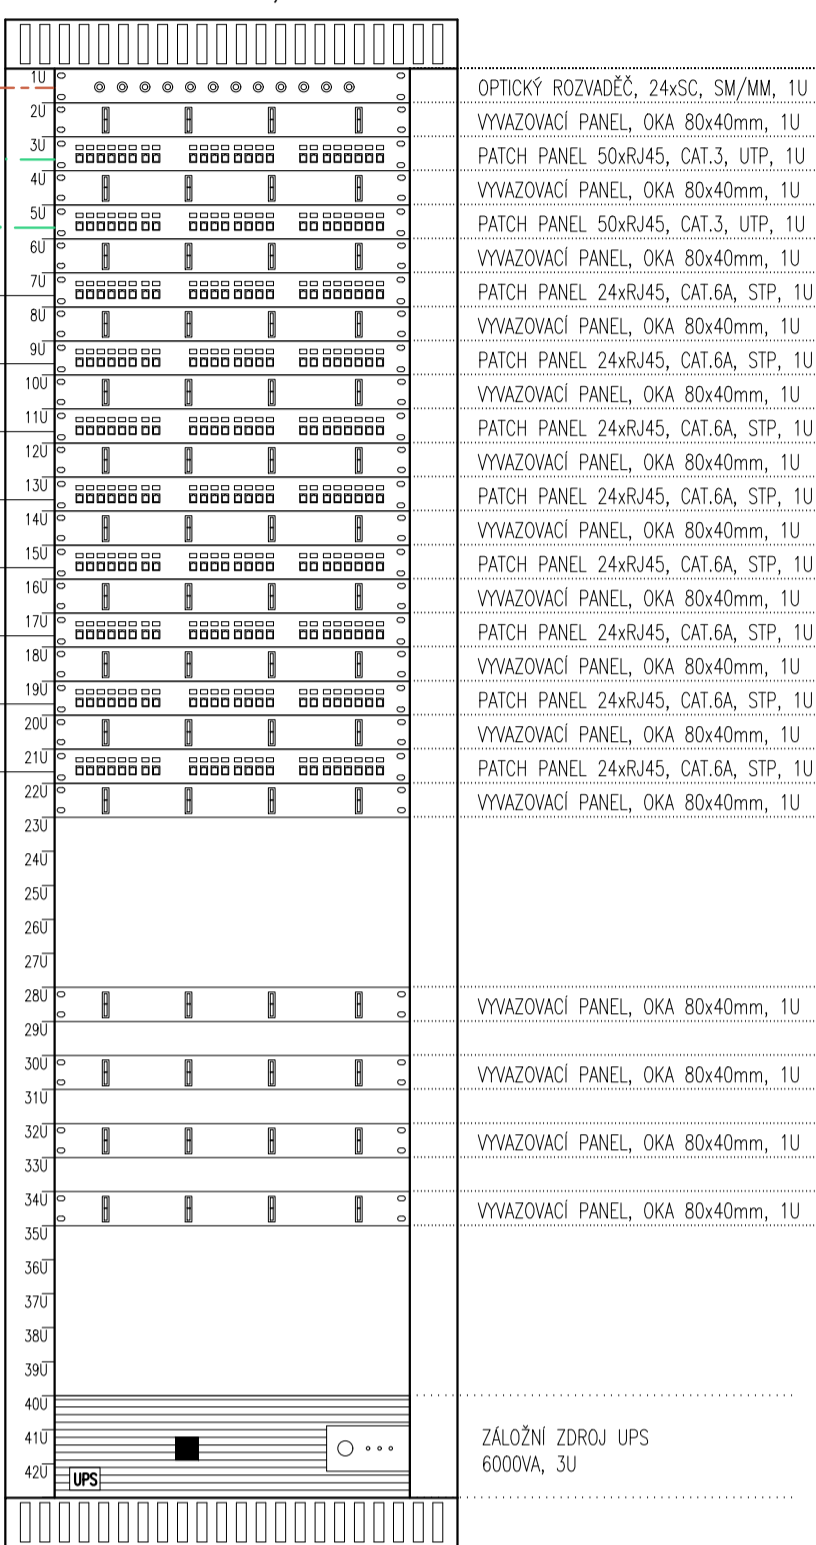 1U OPTICKÝ ROZVADĚČ, 24xSC, SM/MM, 1U
2U VYVAZOVACÍ PANEL, OKA 80x40mm, 1U
3U PATCH PANEL 50xRJ45, CAT.3, UTP, 1U
4U VYVAZOVACÍ PANEL, OKA 80x40mm, 1U
5U PATCH PANEL 50xRJ45, CAT.3, UTP, 1U
6U VYVAZOVACÍ PANEL, OKA 80x40mm, 1U
7U PATCH PANEL 24xRJ45, CAT.6A, STP, 1U
8U VYVAZOVACÍ PANEL, OKA 80x40mm, 1U
9U PATCH PANEL 24xRJ45, CAT.6A, STP, 1U
10U VYVAZOVACÍ PANEL, OKA 80x40mm, 1U
11U PATCH PANEL 24xRJ45, CAT.6A, STP, 1U
12U VYVAZOVACÍ PANEL, OKA 80x40mm, 1U
13U PATCH PANEL 24xRJ45, CAT.6A, STP, 1U
14U VYVAZOVACÍ PANEL, OKA 80x40mm, 1U
15U PATCH PANEL 24xRJ45, CAT.6A, STP, 1U
16U VYVAZOVACÍ PANEL, OKA 80x40mm, 1U
17U PATCH PANEL 24xRJ45, CAT.6A, STP, 1U
18U VYVAZOVACÍ PANEL, OKA 80x40mm, 1U
19U PATCH PANEL 24xRJ45, CAT.6A, STP, 1U
20U VYVAZOVACÍ PANEL, OKA 80x40mm, 1U
21U PATCH PANEL 24xRJ45, CAT.6A, STP, 1U
22U VYVAZOVACÍ PANEL, OKA 80x40mm, 1U
23U
24U
25U
26U
27U
28U VYVAZOVACÍ PANEL, OKA 80x40mm, 1U
29U
30U VYVAZOVACÍ PANEL, OKA 80x40mm, 1U
31U
32U VYVAZOVACÍ PANEL, OKA 80x40mm, 1U
33U
34U VYVAZOVACÍ PANEL, OKA 80x40mm, 1U
35U
36U
37U
38U
39U
40U
41U ZÁLOŽNÍ ZDROJ UPS
42U UPS 6000VA, 3U